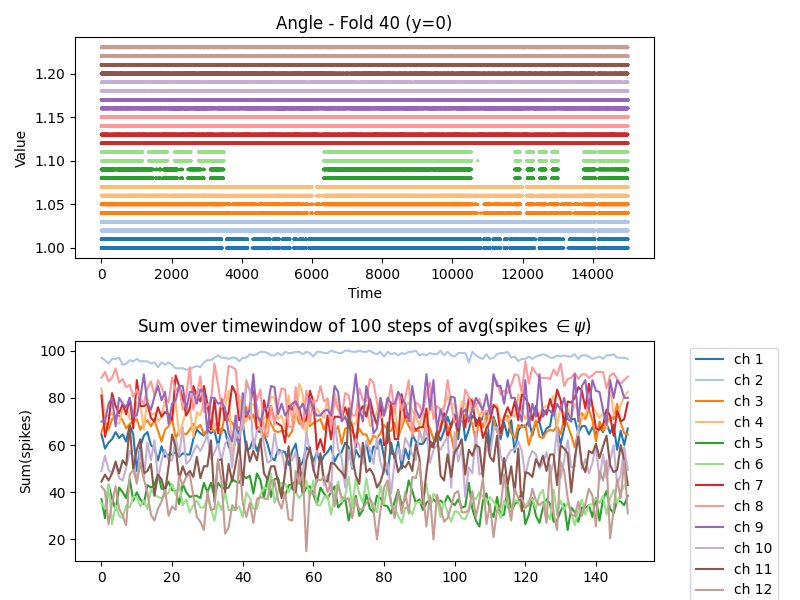 Angle - Fold 40 (y=0)
Value
1.20
1.15
1.10
1.05
1.00
0 2000 4000 6000 8000 10000 12000 14000
Time
Sum over timewindow of 100 steps of avg(spikes ∈ ψ)
Sum(spikes)
100
80
60
40
20
0 20 40 60 80 100 120 140
ch 1
ch 2
ch 3
ch 4
ch 5
ch 6
ch 7
ch 8
ch 9
ch 10
ch 11
ch 12